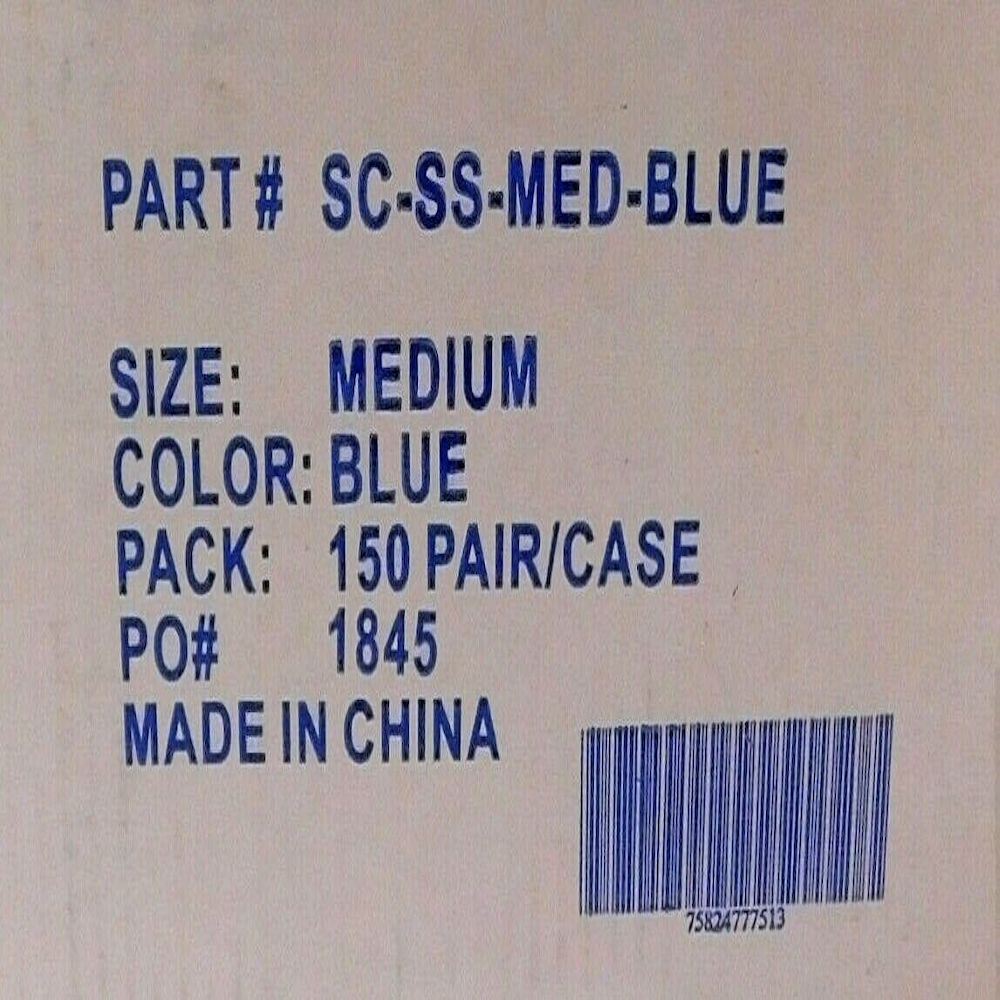 PART # SC-SS-MED-BLUE
SIZE: MEDIUM
COLOR: BLUE
PACK: 150 PAIR/CASE
PO# 1845
MADE IN CHINA
75824777513